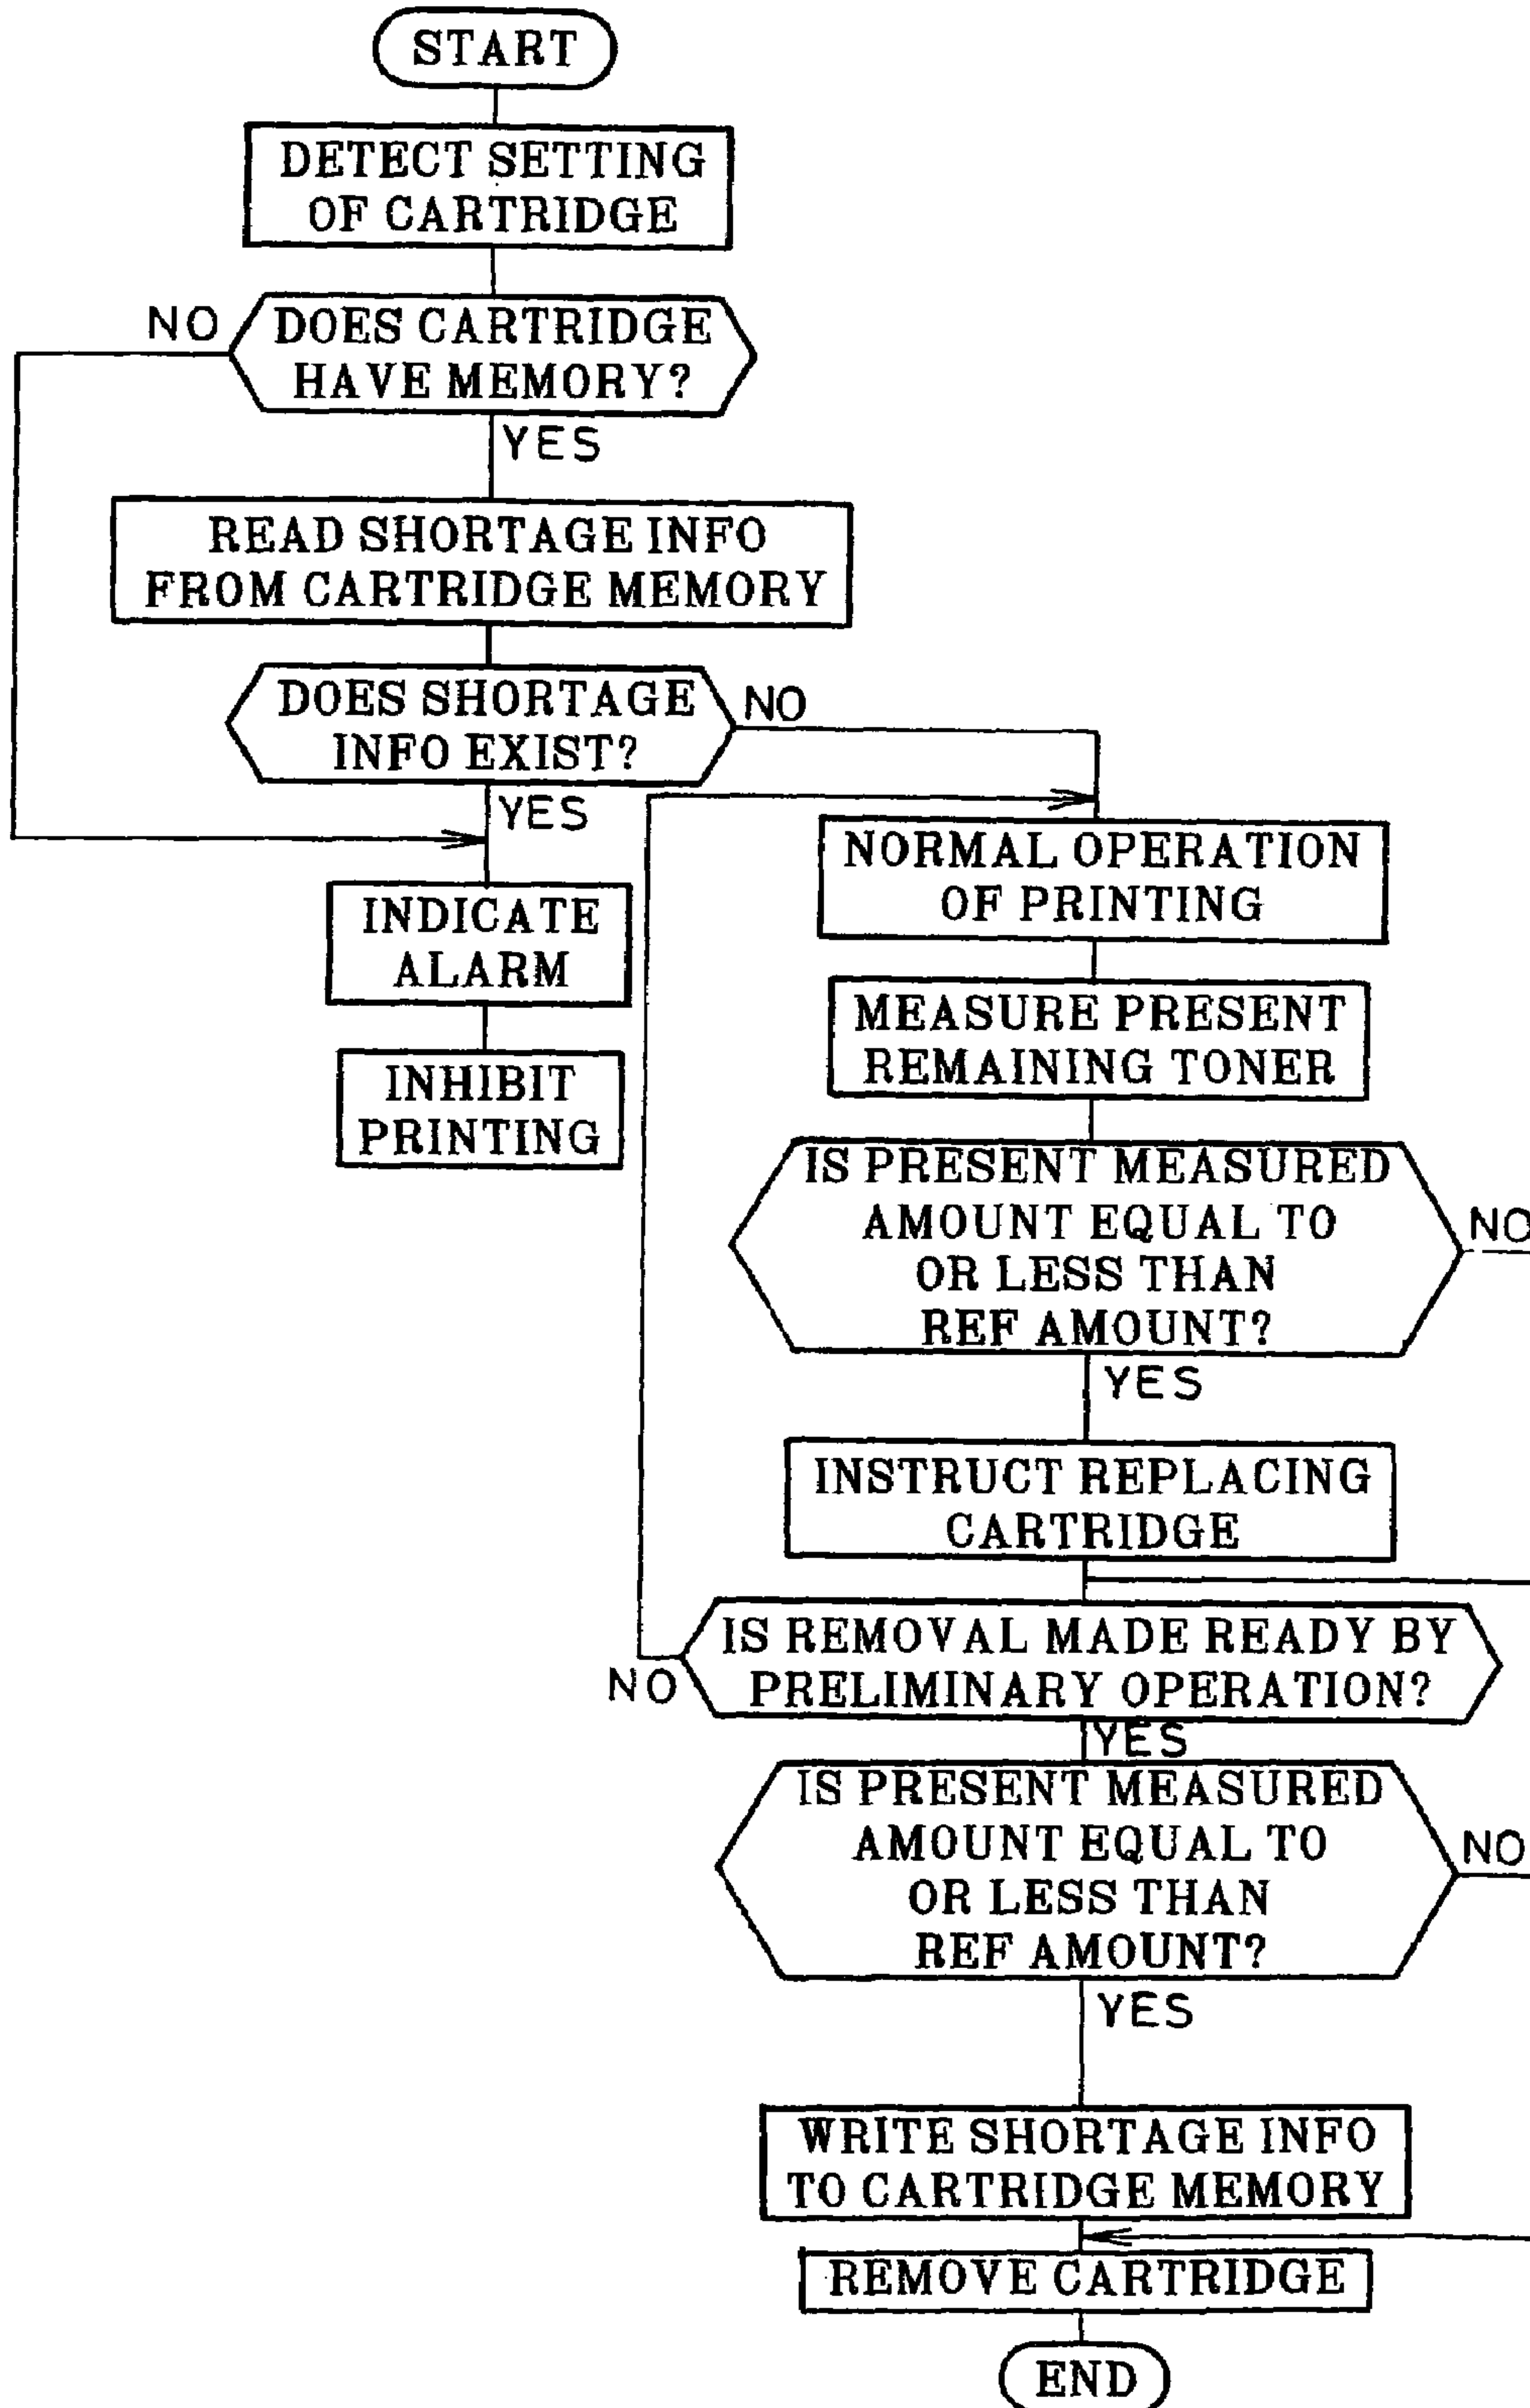 START
DETECT SETTING
OF CARTRIDGE
NO
DOES CARTRIDGE
HAVE MEMORY?
YES
READ SHORTAGE INFO
FROM CARTRIDGE MEMORY
DOES SHORTAGE
INFO EXIST?
NO
YES
INDICATE
ALARM
INHIBIT
PRINTING
NORMAL OPERATION
OF PRINTING
MEASURE PRESENT
REMAINING TONER
IS PRESENT MEASURED
AMOUNT EQUAL TO
OR LESS THAN
REF AMOUNT?
NO
YES
INSTRUCT REPLACING
CARTRIDGE
IS REMOVAL MADE READY BY
PRELIMINARY OPERATION?
NO
YES
IS PRESENT MEASURED
AMOUNT EQUAL TO
OR LESS THAN
REF AMOUNT?
NO
YES
WRITE SHORTAGE INFO
TO CARTRIDGE MEMORY
REMOVE CARTRIDGE
END